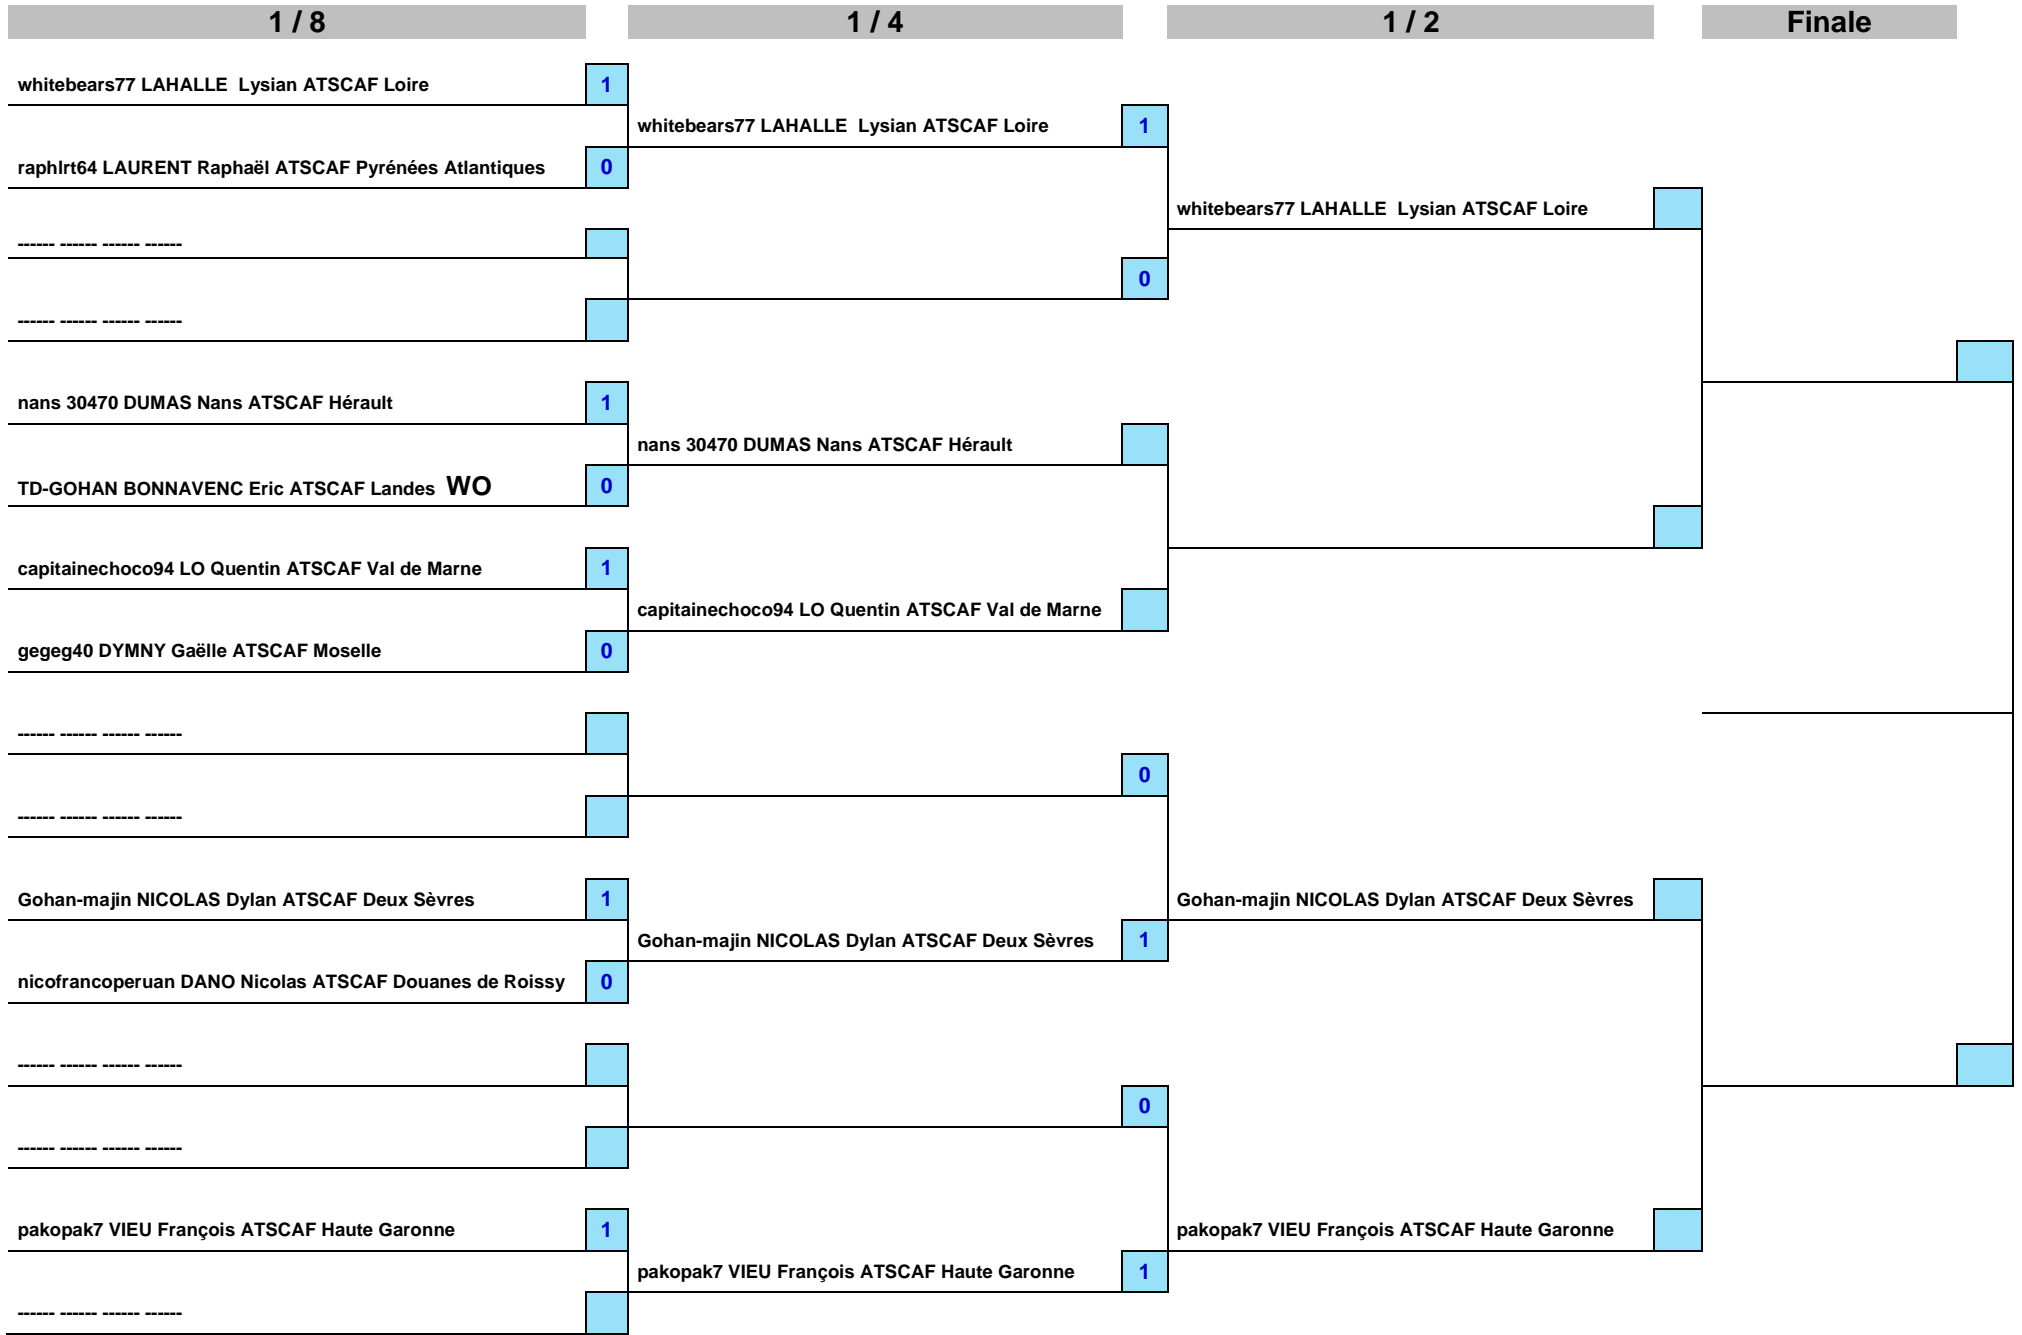 1 / 8
1 / 4
1 / 2
Finale
whitebears77 LAHALLE  Lysian ATSCAF Loire 1
whitebears77 LAHALLE  Lysian ATSCAF Loire 1
raphlrt64 LAURENT Raphaël ATSCAF Pyrénées Atlantiques 0
whitebears77 LAHALLE  Lysian ATSCAF Loire
------ ------ ------ ------
0
------ ------ ------ ------
nans 30470 DUMAS Nans ATSCAF Hérault 1
nans 30470 DUMAS Nans ATSCAF Hérault
TD-GOHAN BONNAVENC Eric ATSCAF Landes  WO 0
capitainechoco94 LO Quentin ATSCAF Val de Marne 1
capitainechoco94 LO Quentin ATSCAF Val de Marne
gegeg40 DYMNY Gaëlle ATSCAF Moselle 0
------ ------ ------ ------
0
------ ------ ------ ------
Gohan-majin NICOLAS Dylan ATSCAF Deux Sèvres 1
Gohan-majin NICOLAS Dylan ATSCAF Deux Sèvres
Gohan-majin NICOLAS Dylan ATSCAF Deux Sèvres 1
nicofrancoperuan DANO Nicolas ATSCAF Douanes de Roissy 0
------ ------ ------ ------
0
------ ------ ------ ------
pakopak7 VIEU François ATSCAF Haute Garonne 1
pakopak7 VIEU François ATSCAF Haute Garonne
pakopak7 VIEU François ATSCAF Haute Garonne 1
------ ------ ------ ------